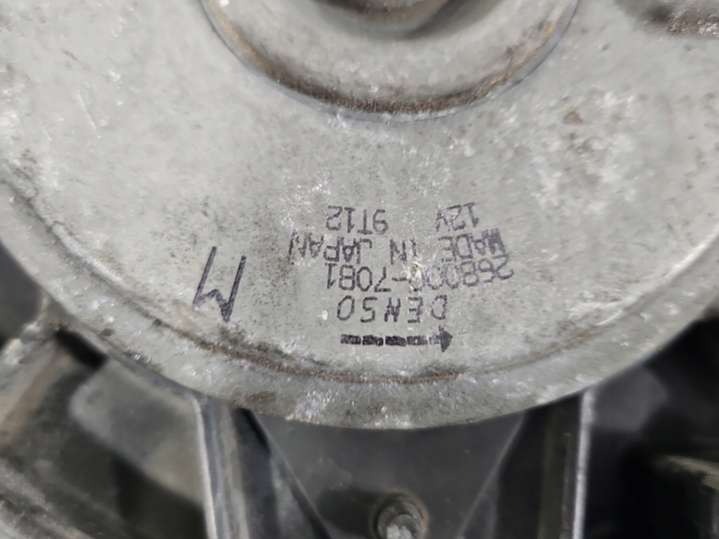 DENSO
268000-7081
MADE IN JAPAN
12V 9T12
M